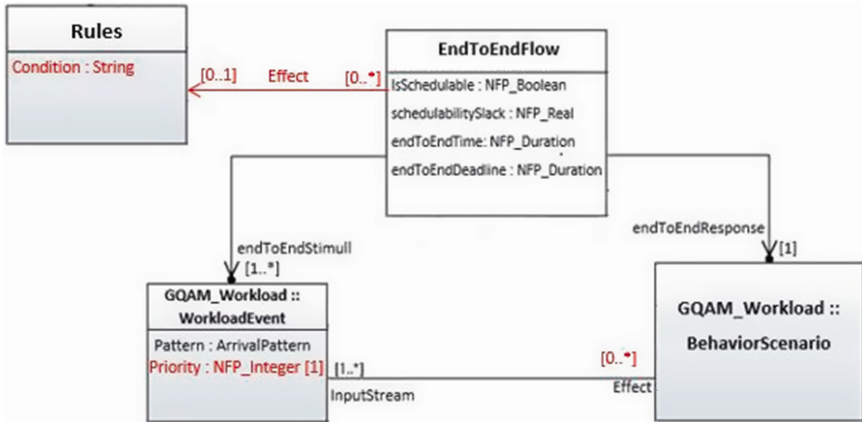 Rules
Condition : String
[0..1]
Effect
[0..*]
EndToEndFlow
IsSchedulable : NFP_Boolean
schedulabilitySlack : NFP_Real
endToEndTime: NFP_Duration
endToEndDeadline : NFP_Duration
endToEndStimull
[1..*]
endToEndResponse
[1]
GQAM_Workload ::
WorkloadEvent
Pattern : ArrivalPattern
Priority : NFP_Integer [1]
[1..*]
InputStream
[0..*]
Effect
GQAM_Workload ::
BehaviorScenario